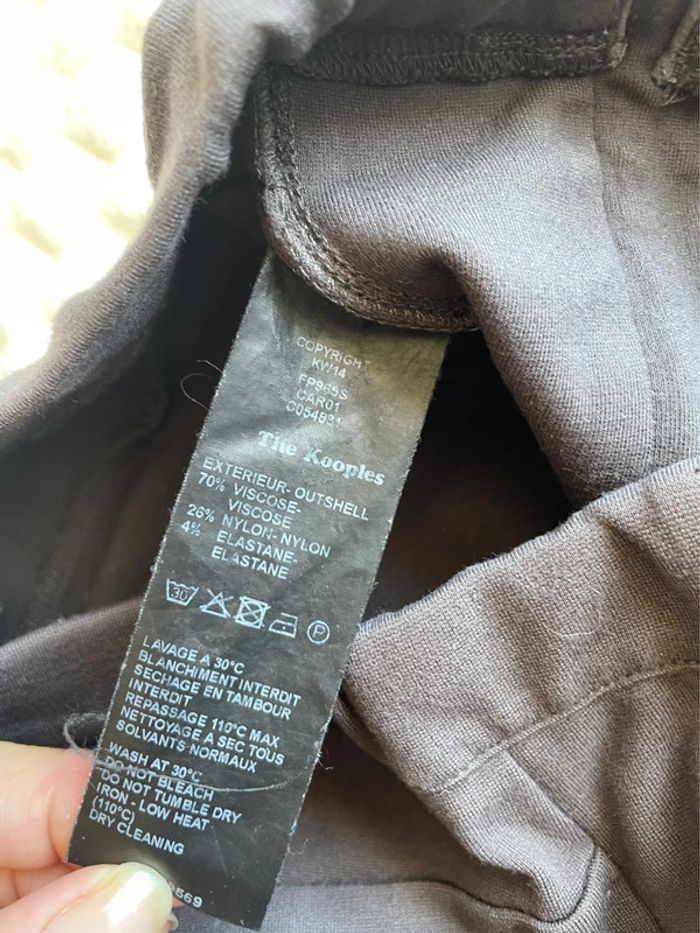 COPYRIGHT
KW14
FP965S
CAR01
The Kooples
EXTERIEUR- OUTSHELL
70% VISCOSE-
VISCOSE
26% NYLON- NYLON
4% ELASTANE-
ELASTANE
30 P
LAVAGE A 30°C
BLANCHIMENT INTERDIT
SECHAGE EN TAMBOUR
INTERDIT
REPASSAGE 110°C MAX
NETTOYAGE A SEC TOUS
SOLVANTS NORMAUX
WASH AT 30°C
DO NOT BLEACH
DO NOT TUMBLE DRY
IRON - LOW HEAT
(110°C)
DRY CLEANING